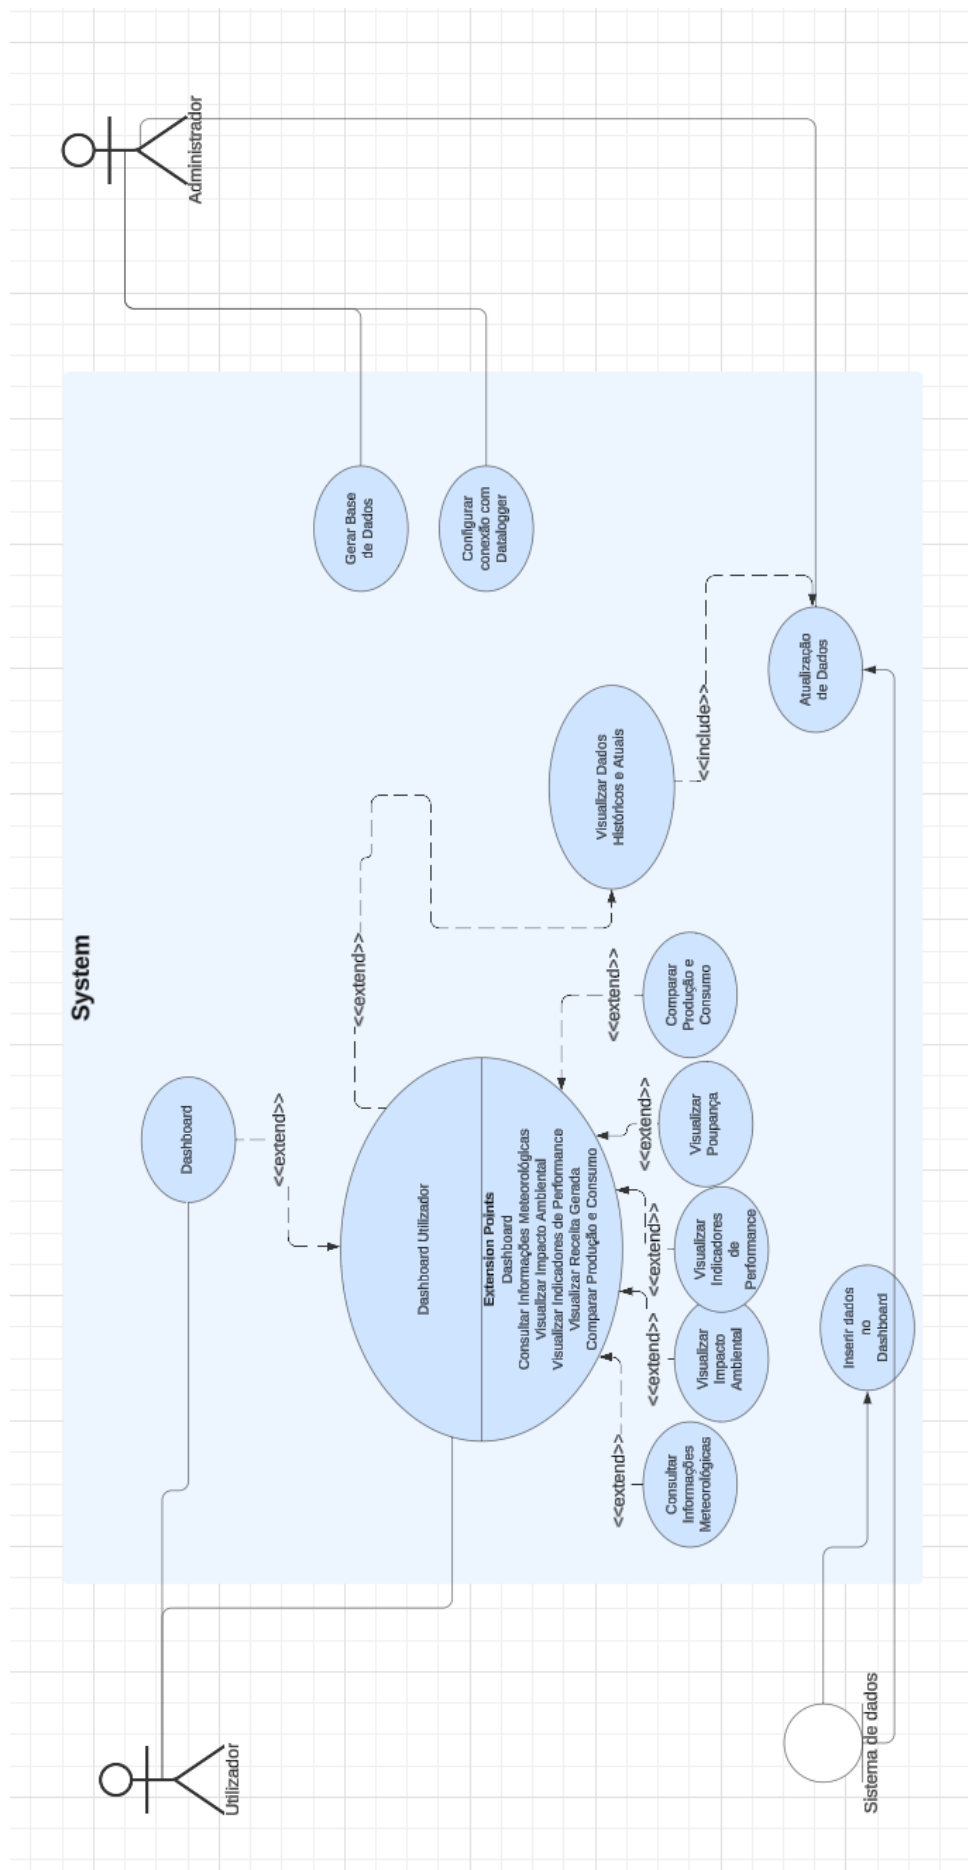 System
Utilizador
Dashboard
<<extend>>
Dashboard Utilizador
Extension Points
Dashboard
Consultar Informações Meteorológicas
Visualizar Impacto Ambiental
Visualizar Indicadores de Performance
Visualizar Receita Gerada
Comparar Produção e Consumo
<<extend>>
Gerar Base
de Dados
Configurar
conexão com
Datalogger
Administrador
Visualizar Dados
Históricos e Atuais
<<include>>
Atualização
de Dados
<<extend>>
Consultar
Informações
Meteorológicas
<<extend>>
Visualizar
Impacto
Ambiental
<<extend>>
Visualizar
Indicadores
de
Performance
<<extend>>
Visualizar
Poupança
<<extend>>
Comparar
Produção e
Consumo
Inserir dados
no
Dashboard
Sistema de dados